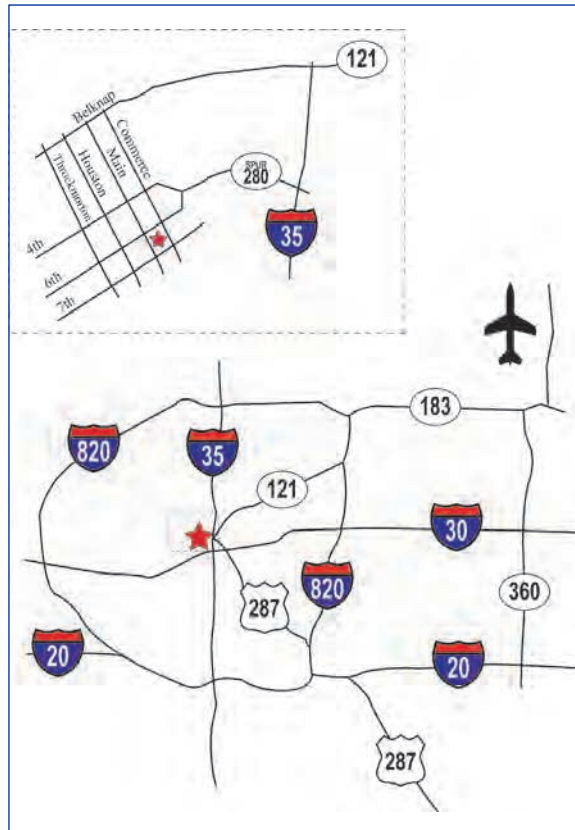 121
Belknap
Commerce
Main
Houston
Throckmorton
SPUR
280
4th
6th
7th
35
183
820
35
121
30
820
287
360
20
20
287